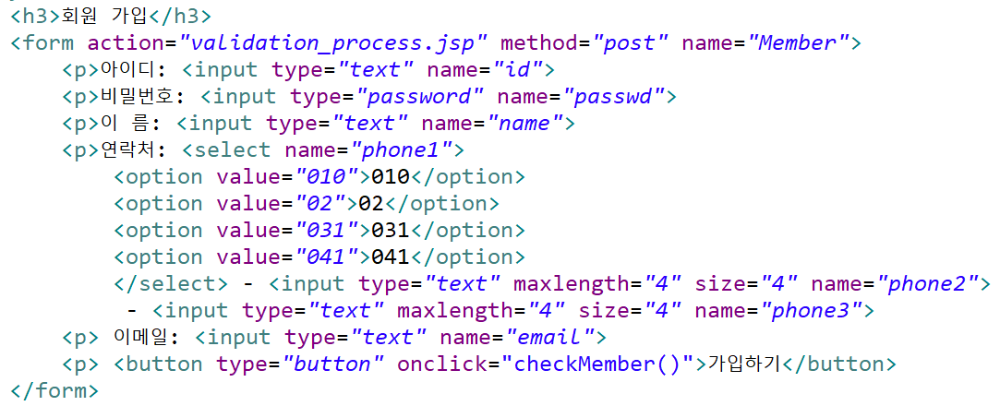 <h3>회원 가입</h3>
<form action="validation_process.jsp" method="post" name="Member">
<p>아이디: <input type="text" name="id">
<p>비밀번호: <input type="password" name="passwd">
<p>이 름: <input type="text" name="name">
<p>연락처: <select name="phone1">
<option value="010">010</option>
<option value="02">02</option>
<option value="031">031</option>
<option value="041">041</option>
</select> - <input type="text" maxlength="4" size="4" name="phone2">
- <input type="text" maxlength="4" size="4" name="phone3">
<p> 이메일: <input type="text" name="email">
<p> <button type="button" onclick="checkMember()">가입하기</button>
</form>